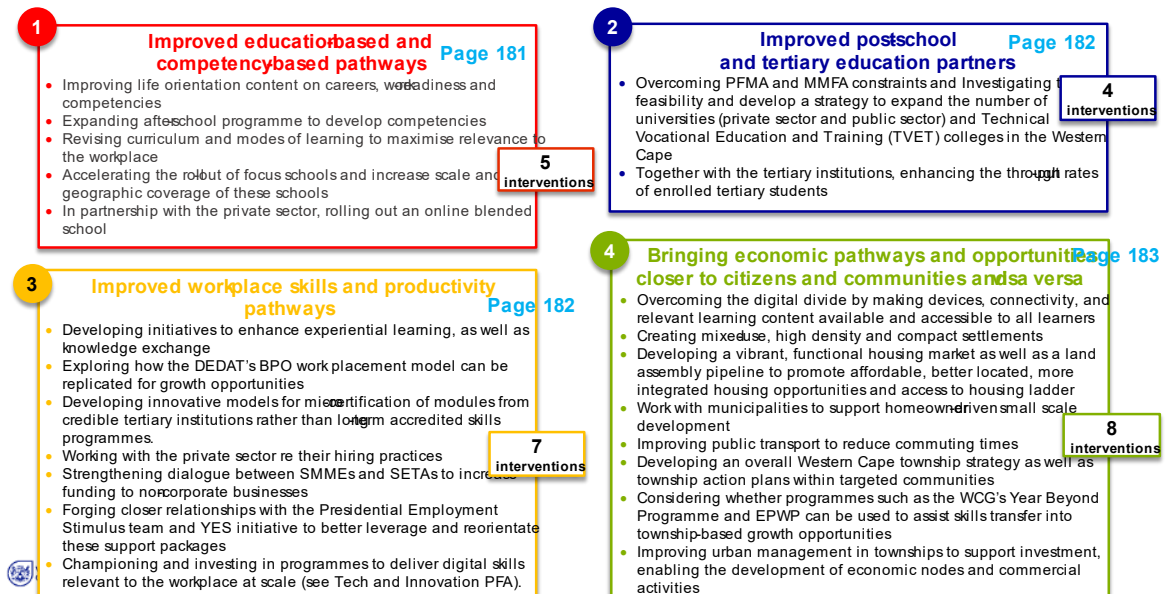 1
Improved education-based and
competency-based pathways
Page 181
Improving life orientation content on careers, work-readiness and
competencies
Expanding after-school programme to develop competencies
Revising curriculum and modes of learning to maximise relevance to
the workplace
Accelerating the roll-out of focus schools and increase scale and
geographic coverage of these schools
In partnership with the private sector, rolling out an online blended
school
5
interventions
2
Improved post-school
and tertiary education partners
Page 182
Overcoming PFMA and MMFA constraints and Investigating
feasibility and develop a strategy to expand the number of
universities (private sector and public sector) and Technical
Vocational Education and Training (TVET) colleges in the Western
Cape
Together with the tertiary institutions, enhancing the through-put rates
of enrolled tertiary students
4
interventions
3
Improved workplace skills and productivity
pathways
Page 182
Developing initiatives to enhance experiential learning, as well as
knowledge exchange
Exploring how the DEDAT's BPO work placement model can be
replicated for growth opportunities
Developing innovative models for micro-certification of modules from
credible tertiary institutions rather than long-term accredited skills
programmes.
Working with the private sector re their hiring practices
Strengthening dialogue between SMMEs and SETAs to increase
funding to non-corporate businesses
Forging closer relationships with the Presidential Employment
Stimulus team and YES initiative to better leverage and reorientate
these support packages
Championing and investing in programmes to deliver digital skills
relevant to the workplace at scale (see Tech and Innovation PFA).
7
interventions
4
Bringing economic pathways and opportunities
closer to citizens and communities and visa versa
Page 183
Overcoming the digital divide by making devices, connectivity, and
relevant learning content available and accessible to all learners
Creating mixed-use, high density and compact settlements
Developing a vibrant, functional housing market as well as a land
assembly pipeline to promote affordable, better located, more
integrated housing opportunities and access to housing ladder
Work with municipalities to support homeowner-driven small scale
development
Improving public transport to reduce commuting times
Developing an overall Western Cape township strategy as well as
township action plans within targeted communities
Considering whether programmes such as the WCG's Year Beyond
Programme and EPWP can be used to assist skills transfer into
township-based growth opportunities
Improving urban management in townships to support investment,
enabling the development of economic nodes and commercial
activities
8
interventions